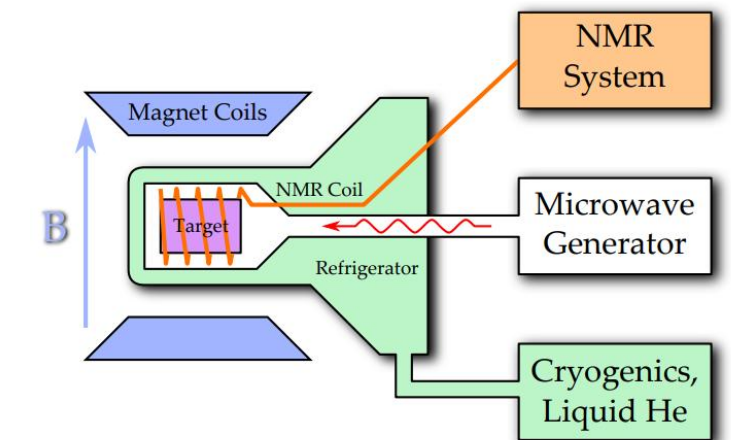 NMR
System
Magnet Coils
NMR Coil
Target
B
Microwave
Generator
Refrigerator
Cryogenics,
Liquid He